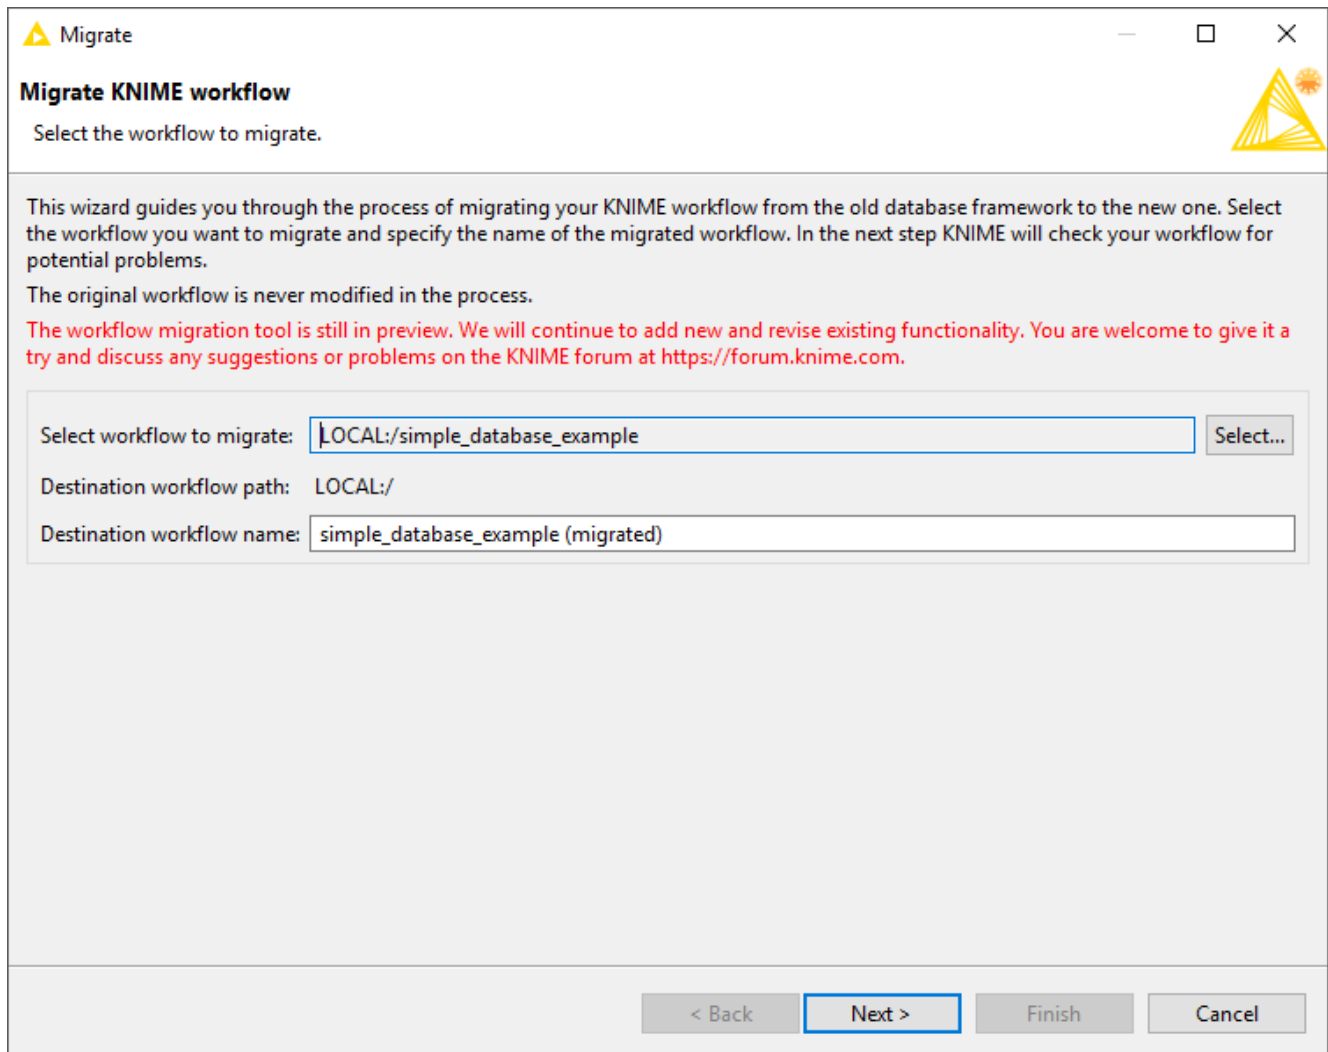 Migrate
Migrate KNIME workflow
Select the workflow to migrate.
This wizard guides you through the process of migrating your KNIME workflow from the old database framework to the new one. Select
the workflow you want to migrate and specify the name of the migrated workflow. In the next step KNIME will check your workflow for
potential problems.
The original workflow is never modified in the process.
The workflow migration tool is still in preview. We will continue to add new and revise existing functionality. You are welcome to give it a
try and discuss any suggestions or problems on the KNIME forum at https://forum.knime.com.
Select workflow to migrate: LOCAL:/simple_database_example Select...
Destination workflow path: LOCAL:/
Destination workflow name: simple_database_example (migrated)
< Back Next > Finish Cancel